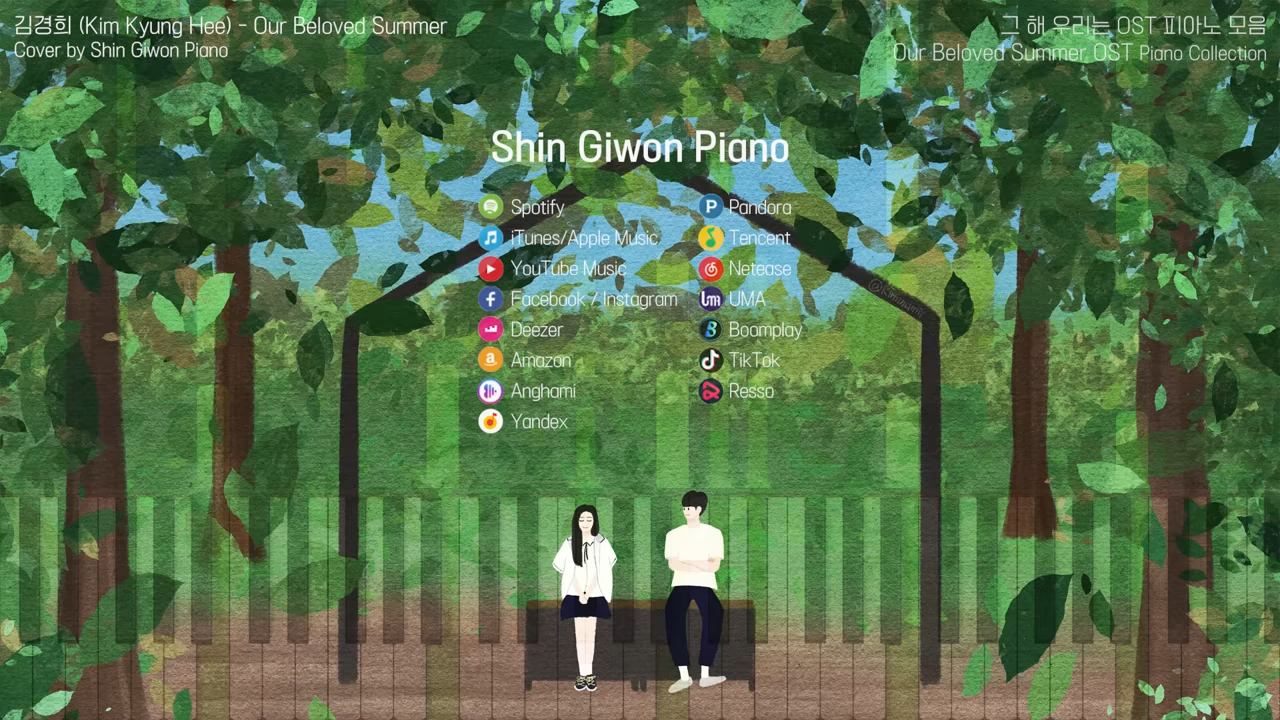 김경희 (Kim Kyung Hee) - Our Beloved Summer
Cover by Shin Giwon Piano
그 해 우리는 OST 피아노 모음
Our Beloved Summer OST Piano Collection
Shin Giwon Piano
Spotify
iTunes/Apple Music
YouTube Music
Facebook / Instagram
Deezer
Amazon
Anghami
Yandex
Pandora
Tencent
Netease
UMA
Boomplay
TikTok
Resso